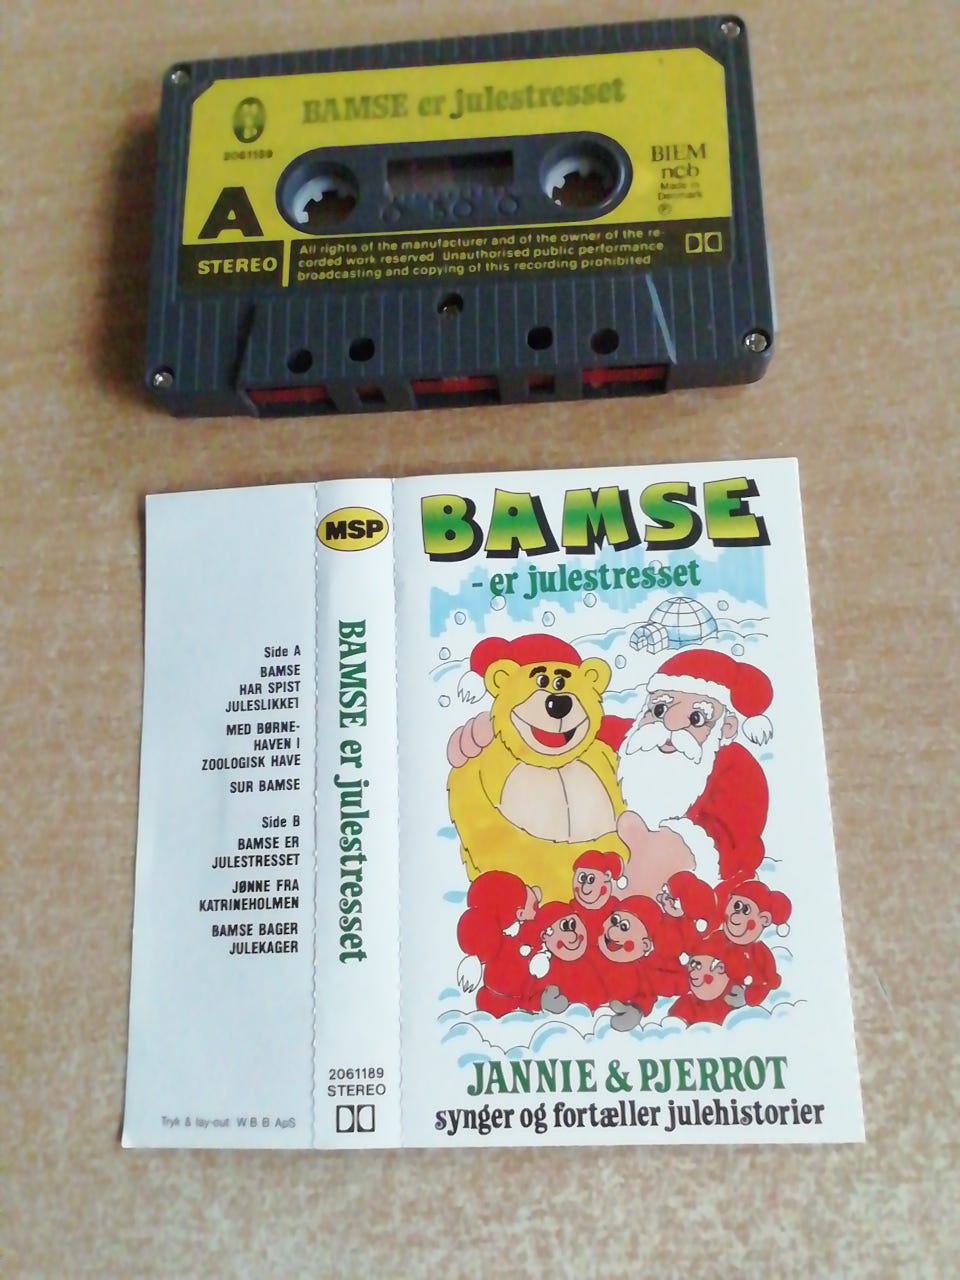 BAMSE er julestresset
2061189
A
STEREO
BIEM
ncb
Made in
Denmark
℗
All rights of the manufacturer and of the owner of the re-
corded work reserved Unauthorised public performance
broadcasting and copying of this recording prohibited
Side A
BAMSE
HAR SPIST
JULESLIKKET
MED BØRNE-
HAVEN I
ZOOLOGISK HAVE
SUR BAMSE
Side B
BAMSE ER
JULESTRESSET
JØNNE FRA
KATRINEHOLMEN
BAMSE BAGER
JULEKAGER
Tryk & lay-out W.B.B ApS
MSP
BAMSE er julestresset
2061189
STEREO
BAMSE
- er julestresset
JANNIE & PJERROT
synger og fortæller julehistorier